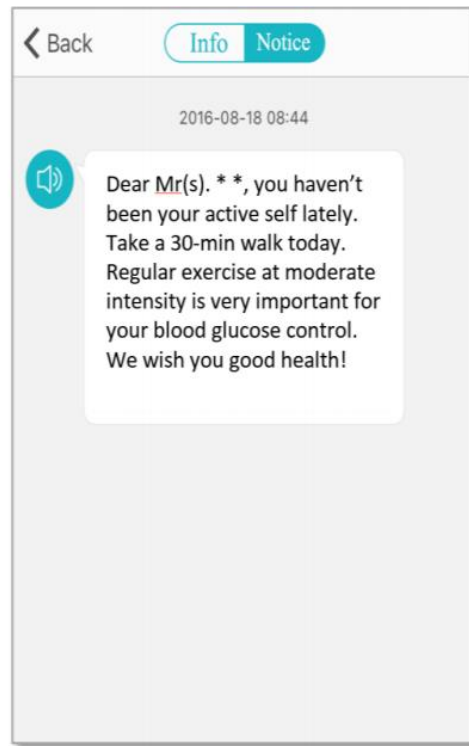 Back
Info Notice
2016-08-18 08:44
Dear Mr(s). * *, you haven't
been your active self lately.
Take a 30-min walk today.
Regular exercise at moderate
intensity is very important for
your blood glucose control.
We wish you good health!